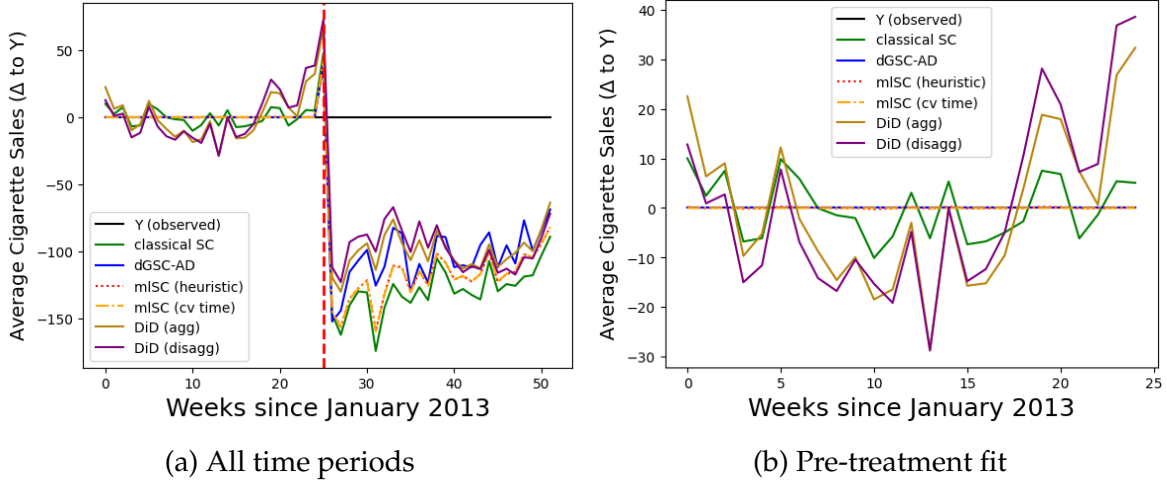 Average Cigarette Sales (Δ to Y)
50
0
−50
−100
−150
Y (observed)
classical SC
dGSC-AD
mlSC (heuristic)
mlSC (cv time)
DiD (agg)
DiD (disagg)
0
10
20
30
40
50
Weeks since January 2013
(a) All time periods
Average Cigarette Sales (Δ to Y)
40
30
20
10
0
−10
−20
−30
Y (observed)
classical SC
dGSC-AD
mlSC (heuristic)
mlSC (cv time)
DiD (agg)
DiD (disagg)
0
5
10
15
20
25
Weeks since January 2013
(b) Pre-treatment fit